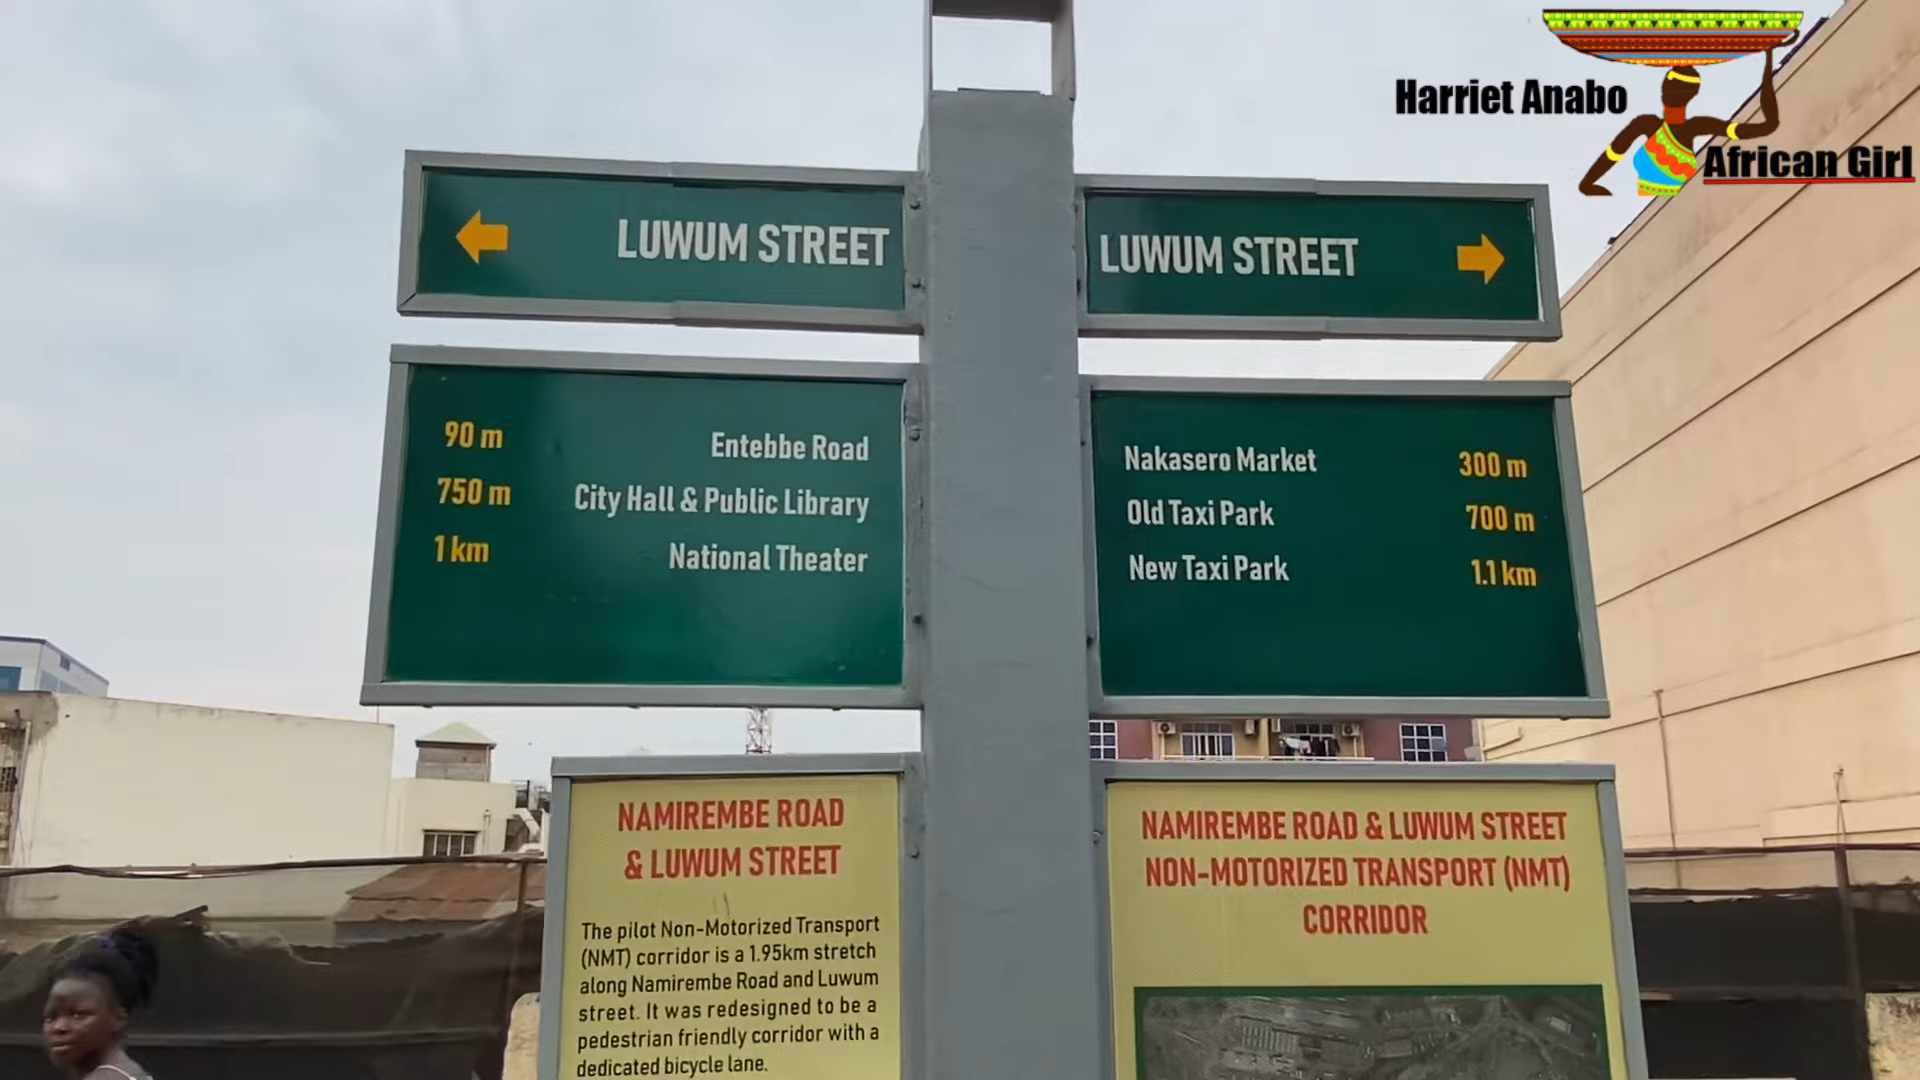 Harriet Anabo
African Girl
LUWUM STREET
90 m Entebbe Road
750 m City Hall & Public Library
1 km National Theater
LUWUM STREET
Nakasero Market 300 m
Old Taxi Park 700 m
New Taxi Park 1.1 km
NAMIREMBE ROAD
& LUWUM STREET
The pilot Non-Motorized Transport
(NMT) corridor is a 1.95km stretch
along Namirembe Road and Luwum
street. It was redesigned to be a
pedestrian friendly corridor with a
dedicated bicycle lane.
NAMIREMBE ROAD & LUWUM STREET
NON-MOTORIZED TRANSPORT (NMT)
CORRIDOR